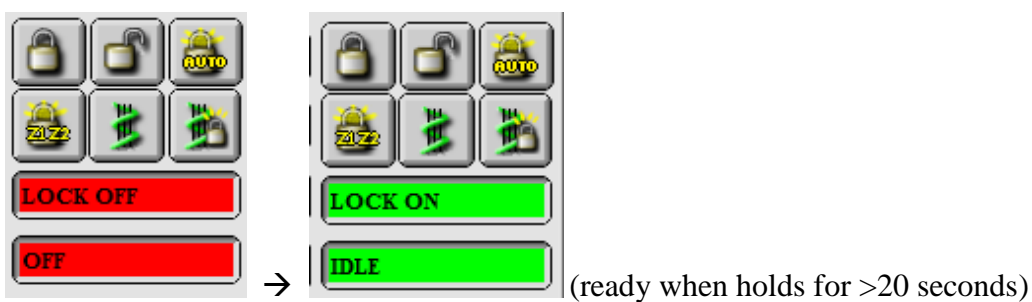 AUTO AUTO
Z1Z2 Z1Z2
LOCK OFF LOCK ON
OFF → IDLE (ready when holds for >20 seconds)